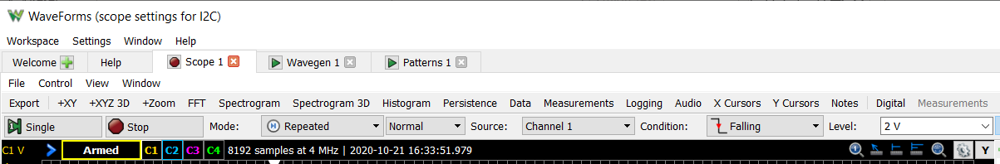 WaveForms (scope settings for I2C)
Workspace Settings Window Help
Welcome Help Scope 1 Wavegen 1 Patterns 1
File Control View Window
Export +XY +XYZ 3D +Zoom FFT Spectrogram Spectrogram 3D Histogram Persistence Data Measurements Logging Audio X Cursors Y Cursors Notes Digital Measurements
Single Stop Mode: Repeated Normal Source: Channel 1 Condition: Falling Level: 2 V
C1 V Armed C1 C2 C3 C4 8192 samples at 4 MHz | 2020-10-21 16:33:51.979 Y